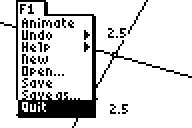 F1
Animate
Undo
2.5
Help
New
Open...
Save
Save as...
Quit
2.5